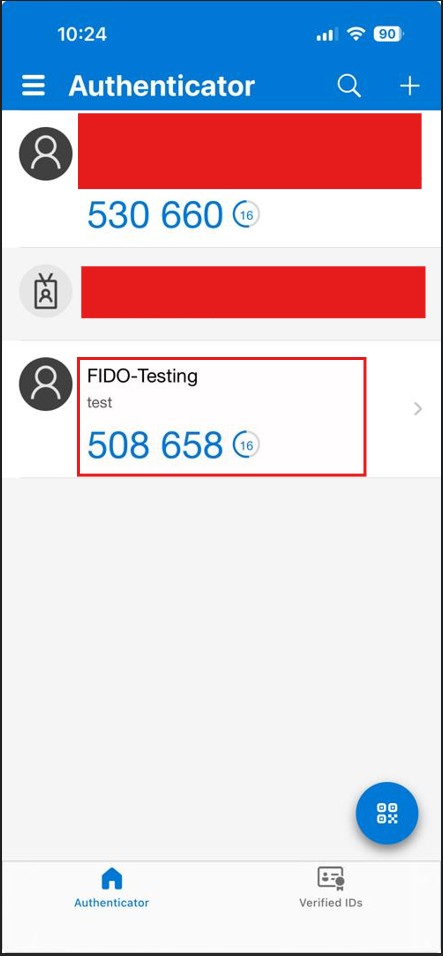 10:24
90
Authenticator
530 660
16
FIDO-Testing
test
508 658
16
Authenticator
Verified IDs